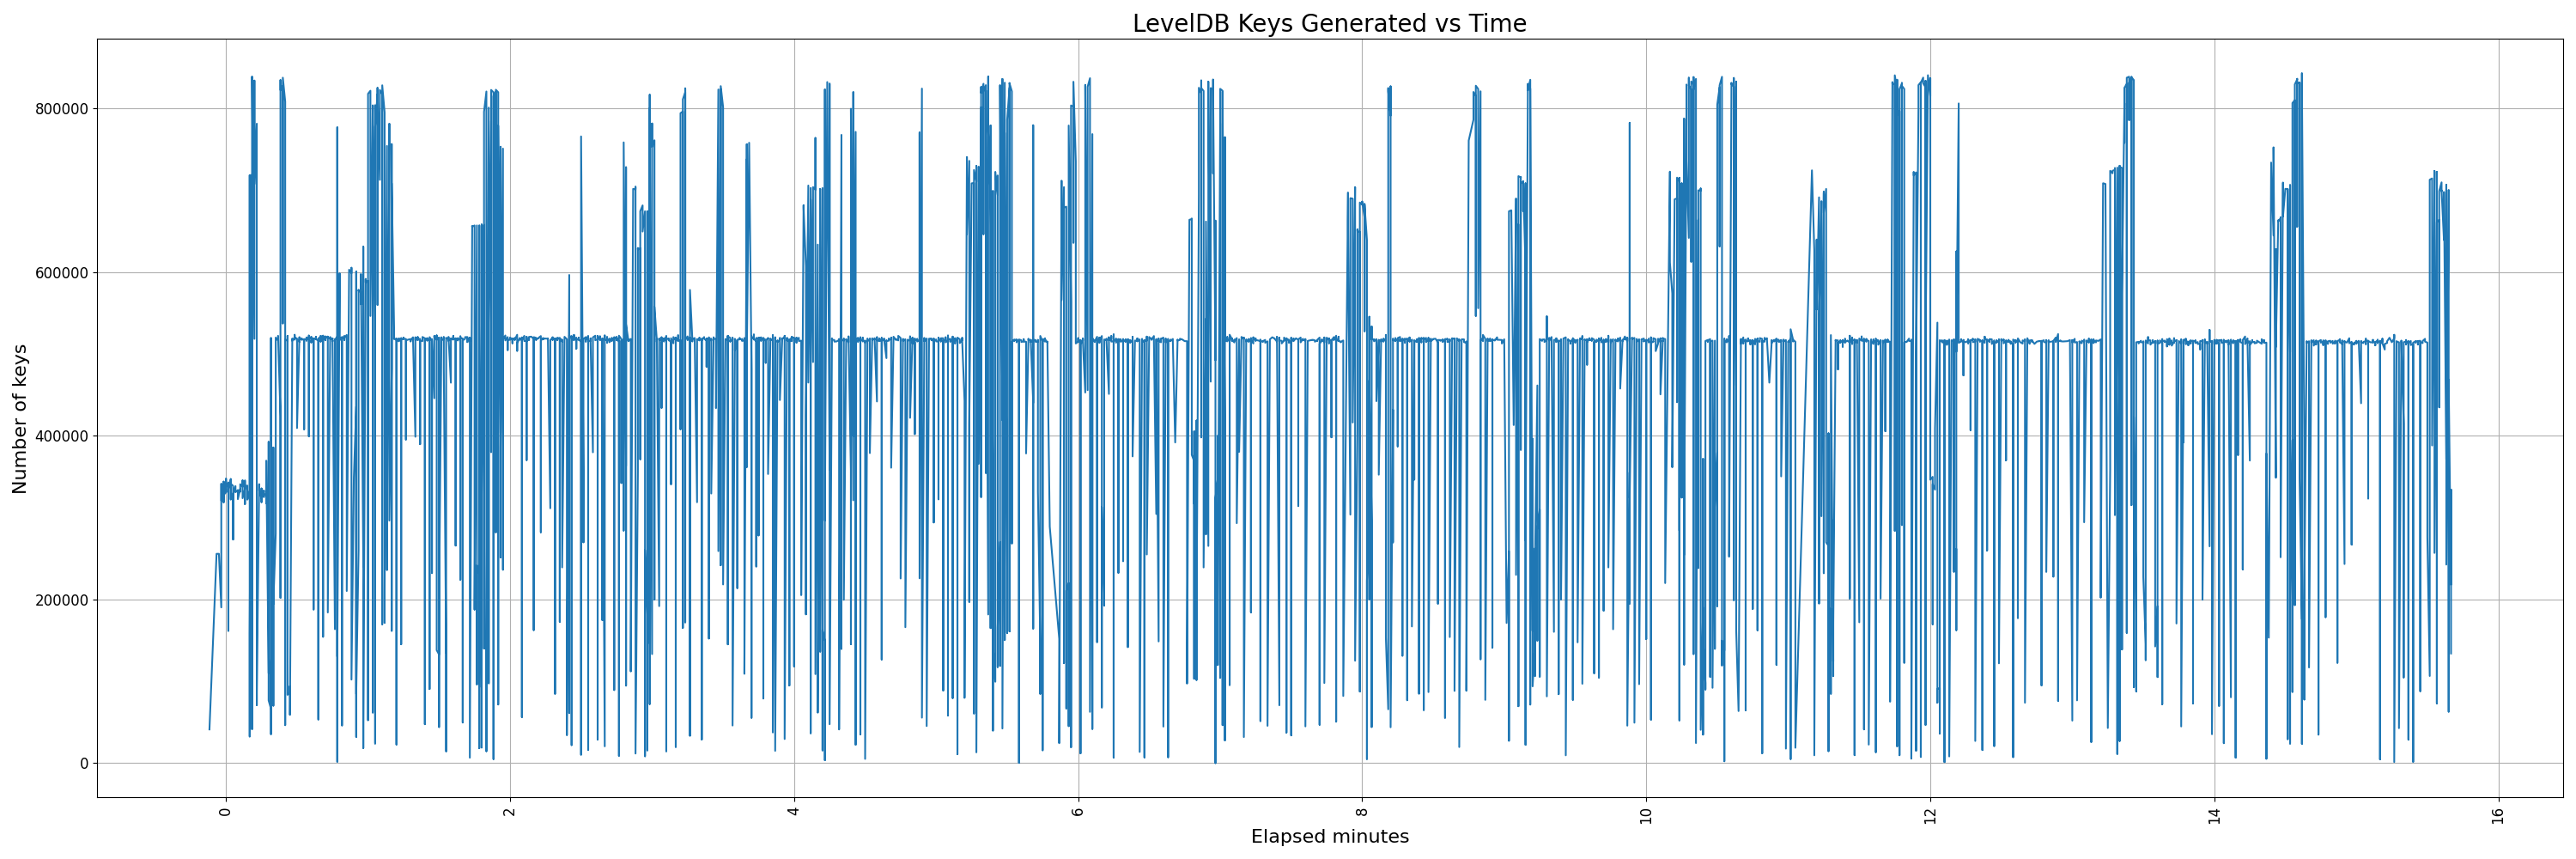 LevelDB Keys Generated vs Time
Number of keys
800000
600000
400000
200000
0
0 2 4 6 8 10 12 14 16
Elapsed minutes